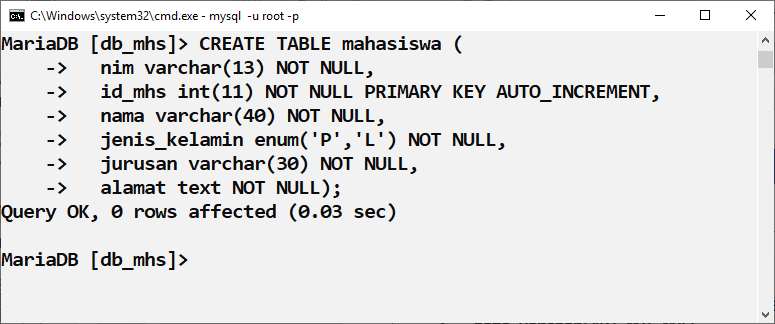 C:\Windows\system32\cmd.exe - mysql -u root -p
MariaDB [db_mhs]> CREATE TABLE mahasiswa (
    ->   nim varchar(13) NOT NULL,
    ->   id_mhs int(11) NOT NULL PRIMARY KEY AUTO_INCREMENT,
    ->   nama varchar(40) NOT NULL,
    ->   jenis_kelamin enum('P','L') NOT NULL,
    ->   jurusan varchar(30) NOT NULL,
    ->   alamat text NOT NULL);
Query OK, 0 rows affected (0.03 sec)
MariaDB [db_mhs]>